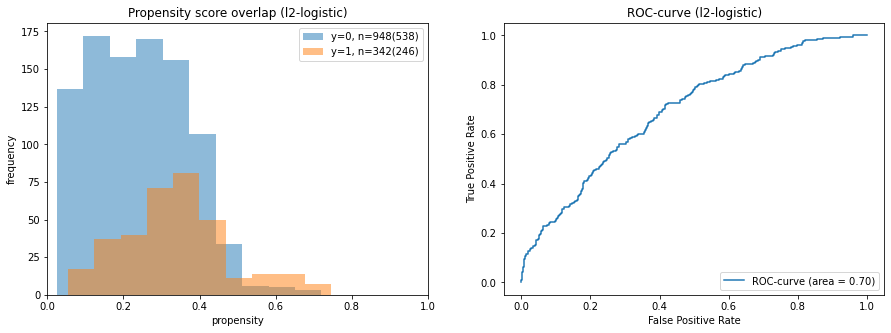 Propensity score overlap (l2-logistic)
y=0, n=948(538)
y=1, n=342(246)
frequency
175
150
125
100
75
50
25
0
0.0 0.2 0.4 0.6 0.8 1.0
propensity
ROC-curve (l2-logistic)
True Positive Rate
1.0
0.8
0.6
0.4
0.2
0.0
ROC-curve (area = 0.70)
0.0 0.2 0.4 0.6 0.8 1.0
False Positive Rate